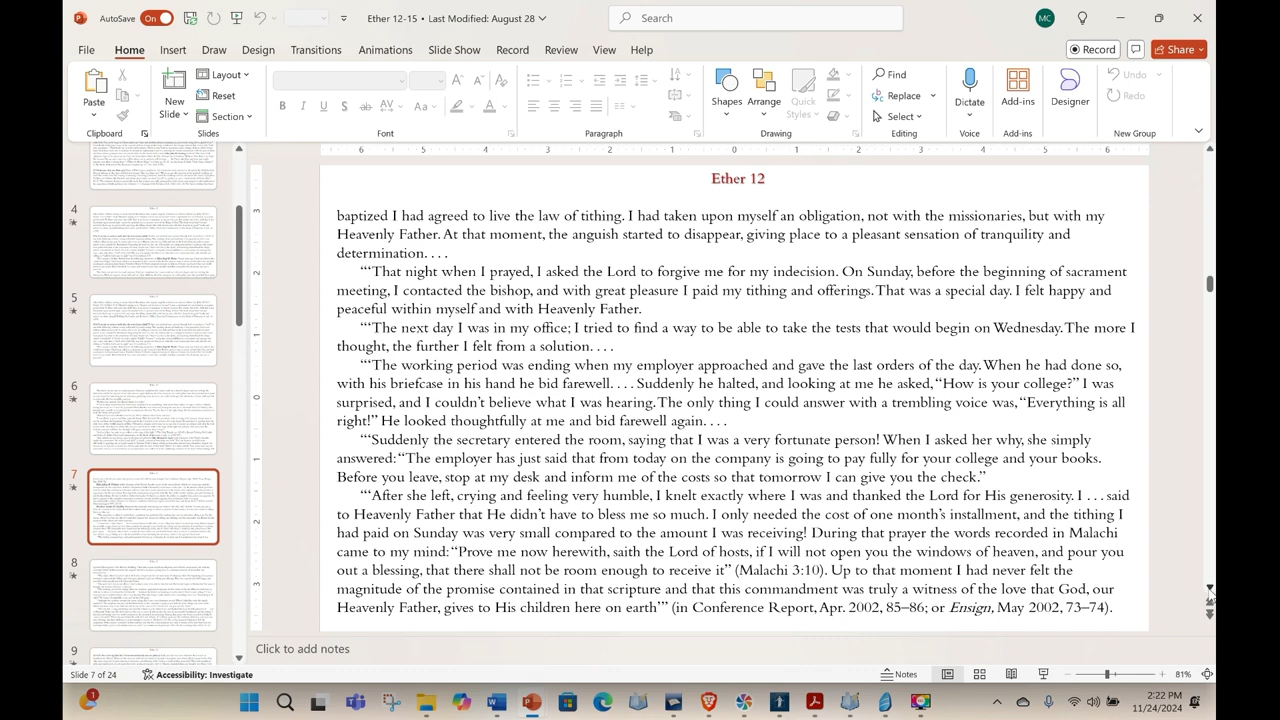 AutoSave On Ether 12-15 • Last Modified: August 28 Search MC
File Home Insert Draw Design Transitions Animations Slide Show Record Review View Help Record Share
Paste New Slide Layout Reset Section Shapes Arrange Quick Styles Find Replace Select Add-ins Designer Undo Redo
Clipboard Slides Font Paragraph Drawing Editing Voice Add-ins New Group
4
5
6
7
8
9
Ether 12
baptized and promised to live the commandments, I had taken upon myself also the vows about the missionary fund with my
Heavenly Father. At that moment the anguish started to disappear, giving place to a pleasant sensation of tranquility and
determination.
"That night when I prayed, I asked the Lord to forgive me for my indecision. On Sunday, before the beginning of sacrament
meeting, I contacted the bishop, and with great pleasure I paid my tithing and offerings. That was a special day. I felt happy and
peaceful within myself and with Heavenly Father.
"The next day I was in my office; I tried to find a way to be able to pay for the classes that would begin on Wednesday. The more I
thought, the further I felt from a solution. . . .
"The working period was ending when my employer approached and gave the last orders of the day. When he had done so,
with his briefcase in his hand he bid farewell. . . . Suddenly he halted, and looking at me he asked, "How is your college?" I was
surprised, and I couldn't believe what I was hearing. The only thing I could answer with a trembling voice was, 'Everything is all
right!' He looked thoughtfully at me and bid farewell again. . . .
"Suddenly the secretary entered the room, saying that I was a very fortunate person! When I asked her why, she simply
answered: "The employer has just said that from today on the company is going to pay fully for your college and your books.
Before you leave, stop at my desk and inform me of the costs so that tomorrow I can give you the check.'
"After she left, crying and feeling very humble, I knelt exactly where I was and thanked the Lord for His generosity. I . . . said
to Heavenly Father that He didn't have to bless me so much. I only needed the cost of one month's installment, and the tithing I
had paid on Sunday was very small compared to the amount I was receiving! During that prayer the words recorded in Malachi
came to my mind: 'Prove me now herewith, saith the Lord of hosts, if I will not open you the windows of heaven, and pour you
out a blessing, that there shall not be room enough to receive it' (Malachi 3:10). Up to that moment I had never felt the
magnitude of the promise contained in that scripture and that this commandment was truly a witness of the love that God, our
Heavenly Father, gives to His children here on earth'" (in Conference Report, Apr. 2002, 85–86; or Ensign, May 2002, 73–74).
Click to add notes
Slide 7 of 24 Accessibility: Investigate Notes 81%
2:22 PM
11/24/2024